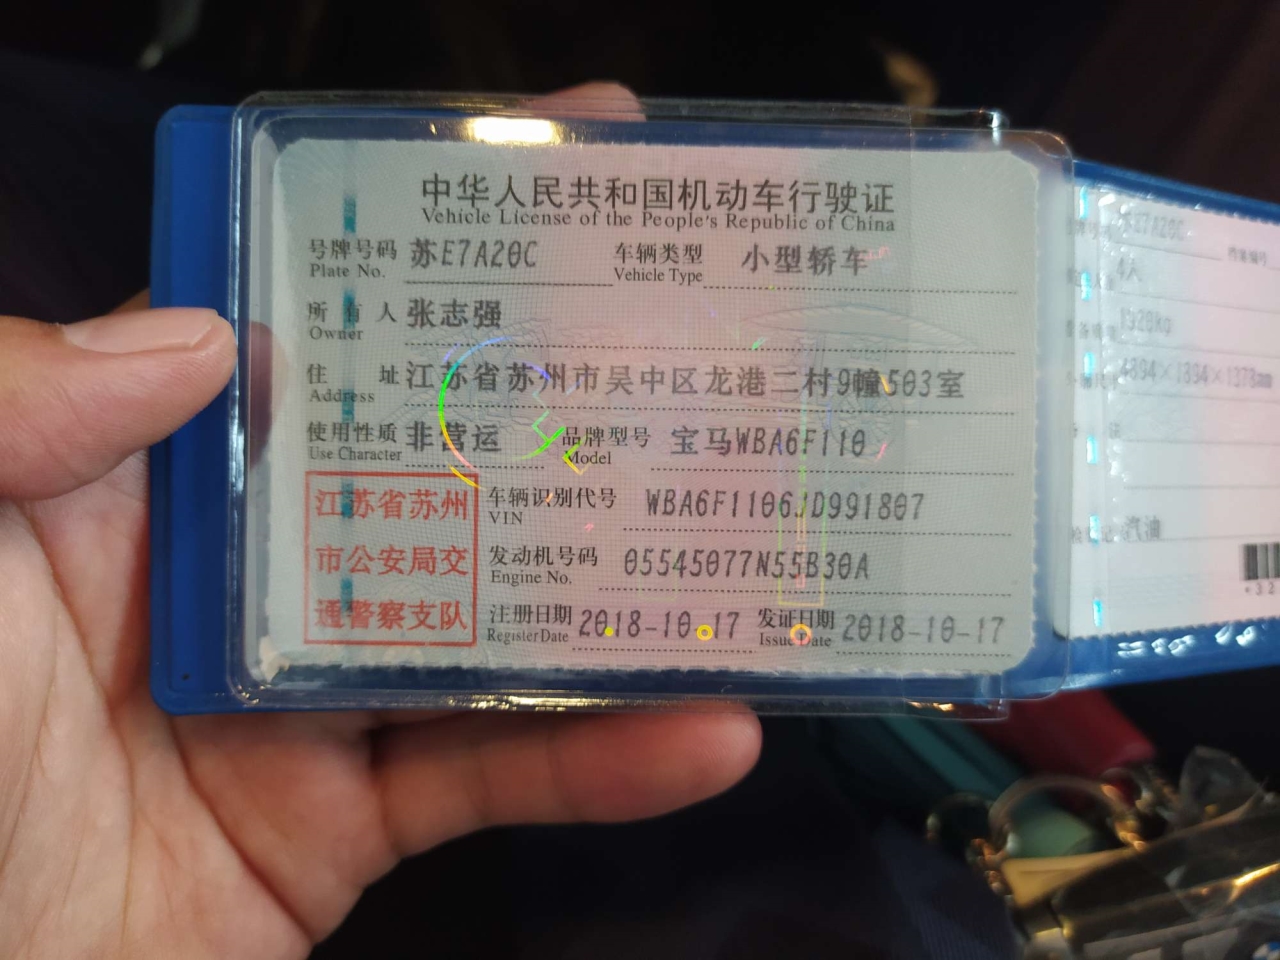 中华人民共和国机动车行驶证
Vehicle License of the People's Republic of China
号牌号码 苏E7A20C 车辆类型 小型轿车
Plate No. Vehicle Type
所有人 张志强
Owner
住址 江苏省苏州市吴中区龙港二村9幢503室
Address
使用性质 非营运 品牌型号 宝马WBA6F110
Use Character Model
江苏省苏州
市公安局交
通警察支队
车辆识别代号 WBA6F1106JD991807
VIN
发动机号码 05545077N55B30A
Engine No.
注册日期 2018-10-17 发证日期 2018-10-17
Register Date Issue Date
苏E7A20C
4人
1920kg
4894×1894×1378mm
汽油